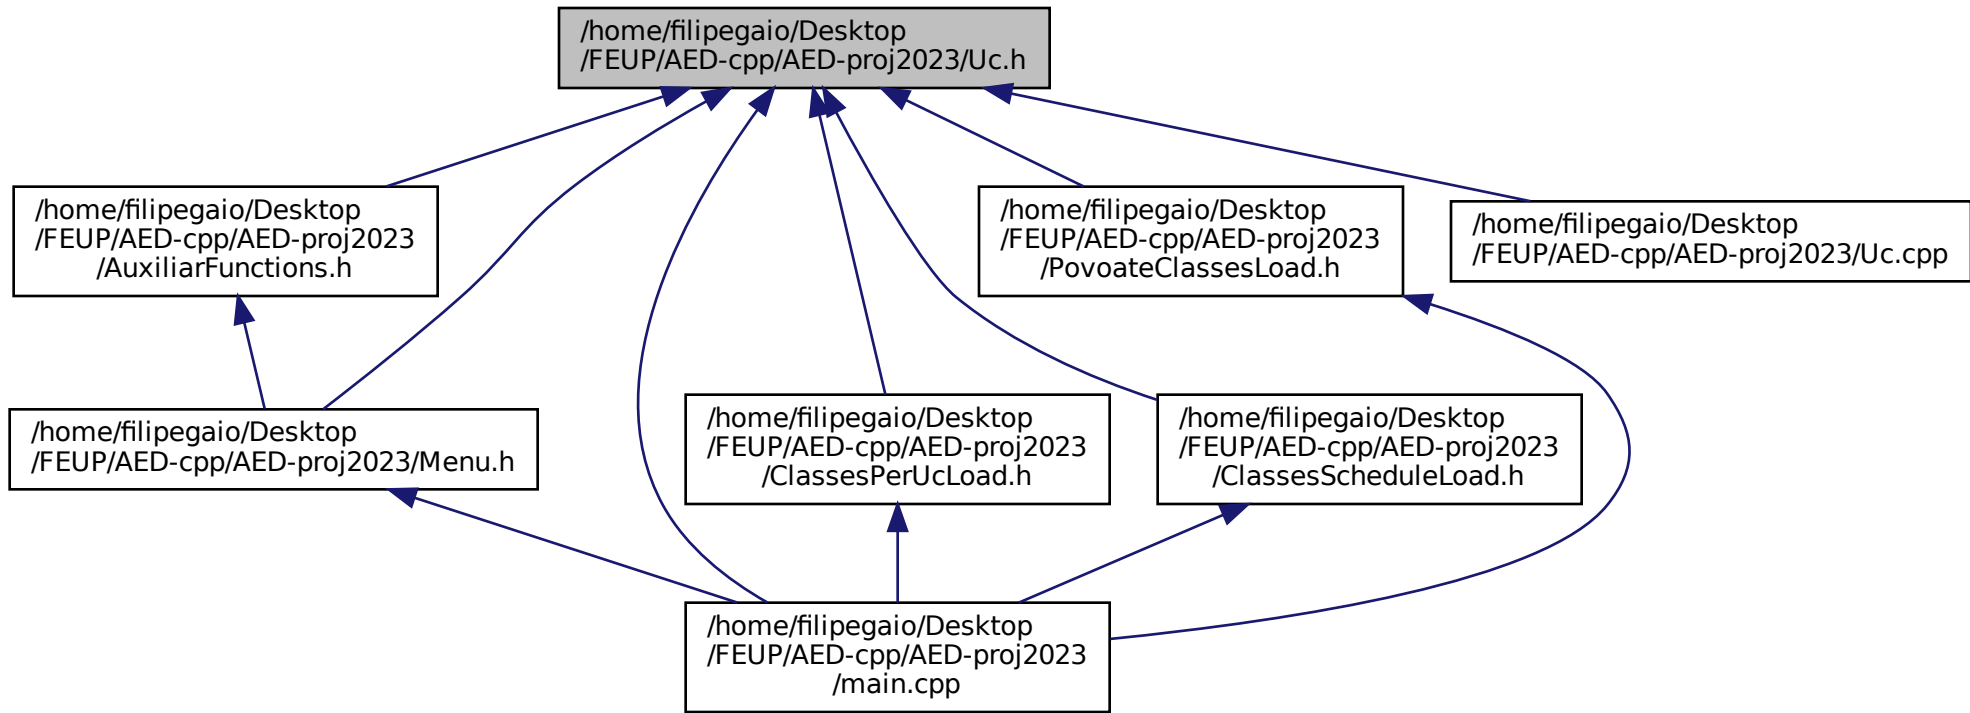 /home/filipegaio/Desktop
/FEUP/AED-cpp/AED-proj2023/Uc.h
/home/filipegaio/Desktop
/FEUP/AED-cpp/AED-proj2023
/AuxiliarFunctions.h
/home/filipegaio/Desktop
/FEUP/AED-cpp/AED-proj2023
/PovoateClassesLoad.h
/home/filipegaio/Desktop
/FEUP/AED-cpp/AED-proj2023/Uc.cpp
/home/filipegaio/Desktop
/FEUP/AED-cpp/AED-proj2023/Menu.h
/home/filipegaio/Desktop
/FEUP/AED-cpp/AED-proj2023
/ClassesPerUcLoad.h
/home/filipegaio/Desktop
/FEUP/AED-cpp/AED-proj2023
/ClassesScheduleLoad.h
/home/filipegaio/Desktop
/FEUP/AED-cpp/AED-proj2023
/main.cpp